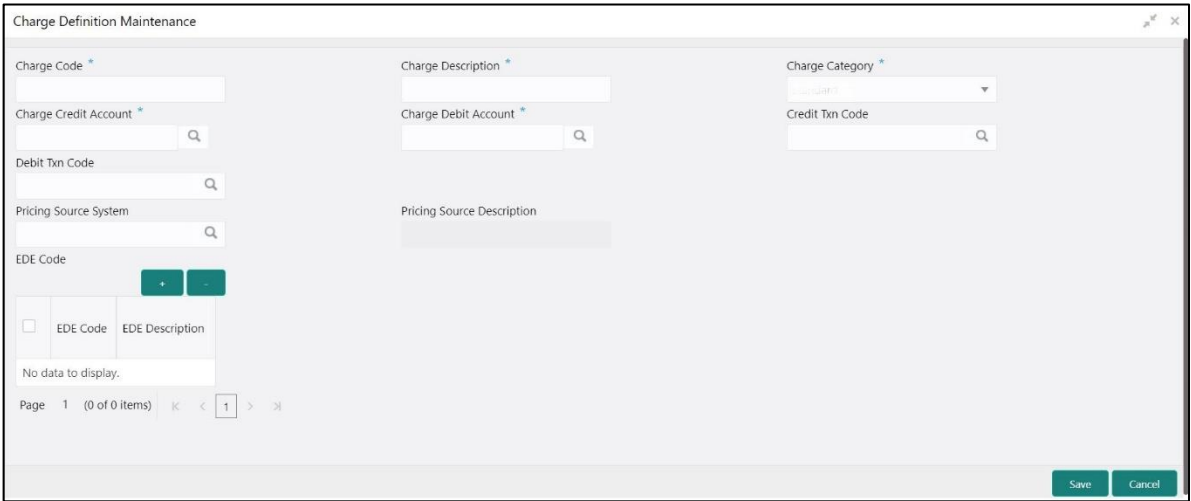 Charge Definition Maintenance
Charge Code * Charge Description * Charge Category *
Charge Credit Account * Charge Debit Account * Credit Txn Code
Debit Txn Code
Pricing Source System Pricing Source Description
EDE Code
+ -
EDE Code EDE Description
No data to display.
Page 1 (0 of 0 items) 1
Save Cancel